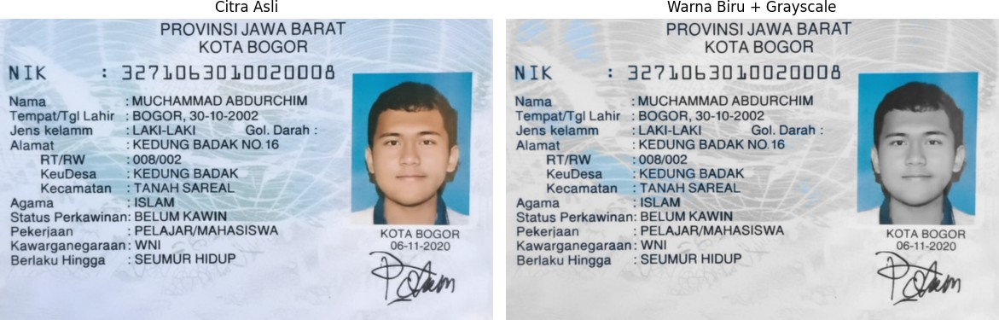 Citra Asli
PROVINSI JAWA BARAT
KOTA BOGOR
NIK : 3271063010020008
Nama : MUCHAMMAD ABDURCHIM
Tempat/Tgl Lahir : BOGOR, 30-10-2002
Jens kelamm : LAKI-LAKI Gol. Darah :
Alamat : KEDUNG BADAK NO.16
RT/RW : 008/002
KeuDesa : KEDUNG BADAK
Kecamatan : TANAH SAREAL
Agama : ISLAM
Status Perkawinan: BELUM KAWIN
Pekerjaan : PELAJAR/MAHASISWA
Kawarganegaraan: WNI
Berlaku Hingga : SEUMUR HIDUP
KOTA BOGOR
06-11-2020
Warna Biru + Grayscale
PROVINSI JAWA BARAT
KOTA BOGOR
NIK : 3271063010020008
Nama : MUCHAMMAD ABDURCHIM
Tempat/Tgl Lahir : BOGOR, 30-10-2002
Jens kelamm : LAKI-LAKI Gol. Darah :
Alamat : KEDUNG BADAK NO.16
RT/RW : 008/002
KeuDesa : KEDUNG BADAK
Kecamatan : TANAH SAREAL
Agama : ISLAM
Status Perkawinan: BELUM KAWIN
Pekerjaan : PELAJAR/MAHASISWA
Kawarganegaraan: WNI
Berlaku Hingga : SEUMUR HIDUP
KOTA BOGOR
06-11-2020